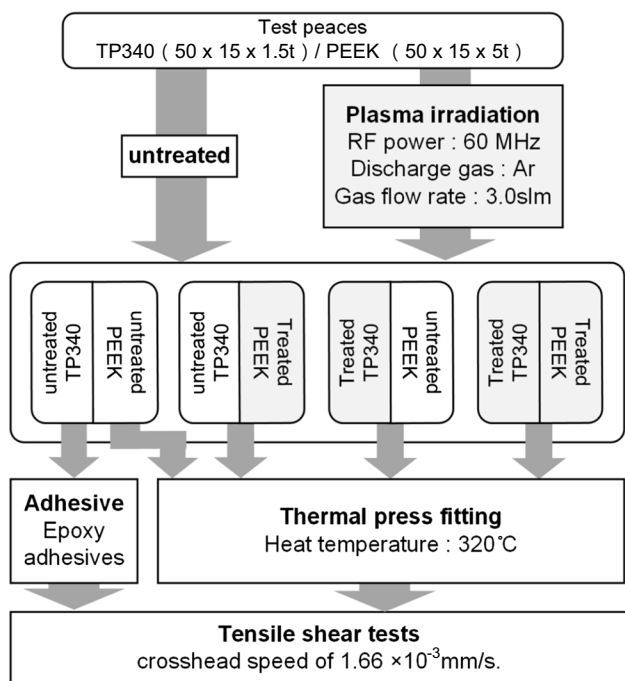 Test peaces
TP340 ( 50 x 15 x 1.5t ) / PEEK ( 50 x 15 x 5t )
Plasma irradiation
RF power : 60 MHz
Discharge gas : Ar
Gas flow rate : 3.0slm
untreated
untreated
TP340
untreated
PEEK
untreated
TP340
Treated
PEEK
Treated
TP340
untreated
PEEK
Treated
TP340
Treated
PEEK
Adhesive
Epoxy
adhesives
Thermal press fitting
Heat temperature : 320℃
Tensile shear tests
crosshead speed of 1.66 ×10⁻³mm/s.